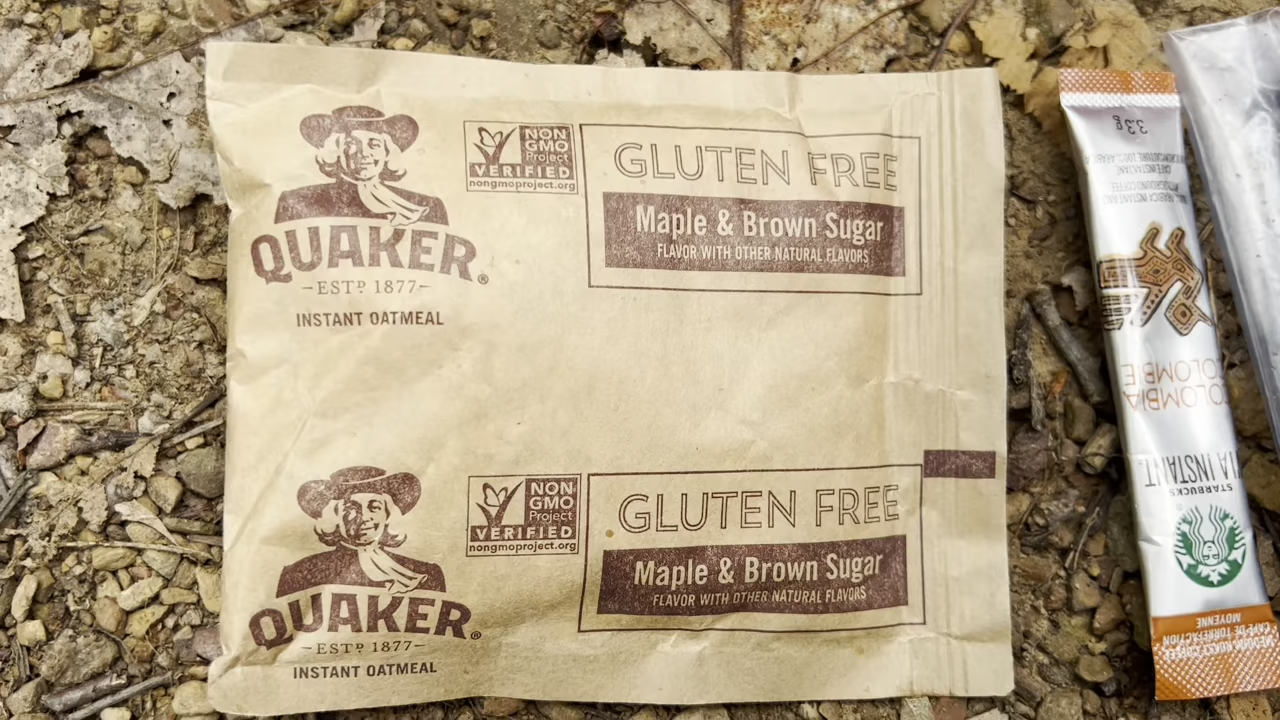 NON
GMO
Project
VERIFIED
nongmoproject.org
GLUTEN FREE
Maple & Brown Sugar
FLAVOR WITH OTHER NATURAL FLAVORS
QUAKER®
ESTD 1877
INSTANT OATMEAL
NON
GMO
Project
VERIFIED
nongmoproject.org
GLUTEN FREE
Maple & Brown Sugar
FLAVOR WITH OTHER NATURAL FLAVORS
QUAKER®
ESTD 1877
INSTANT OATMEAL
STARBUCKS
VIA INSTANT
COLOMBIA
COLOMBIE
3.3g